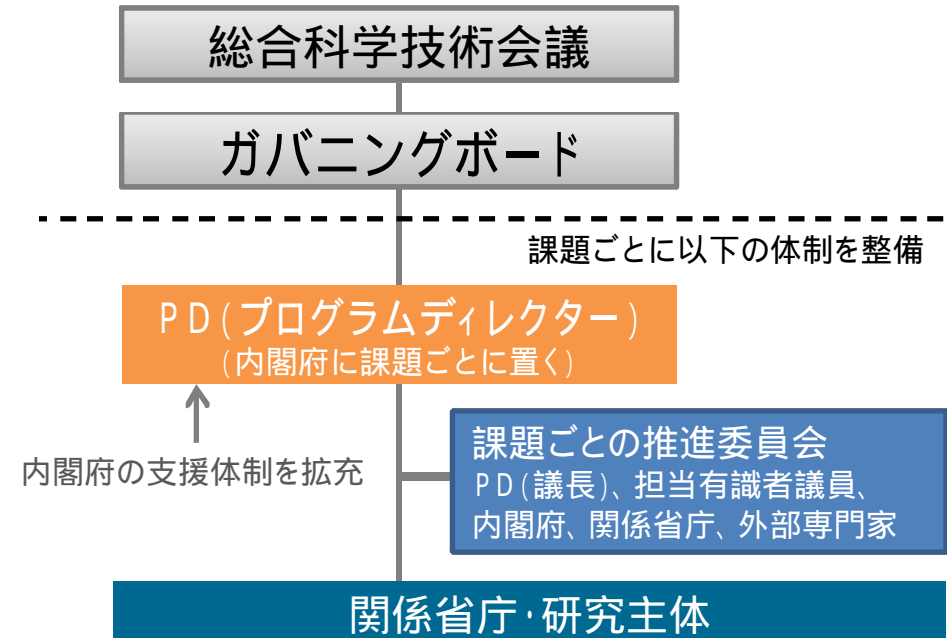 総合科学技術会議
ガバニングボード
課題ごとに以下の体制を整備
PD(プログラムディレクター)
(内閣府に課題ごとに置く)
内閣府の支援体制を拡充
課題ごとの推進委員会
PD(議長)、担当有識者議員、
内閣府、関係省庁、外部専門家
関係省庁・研究主体